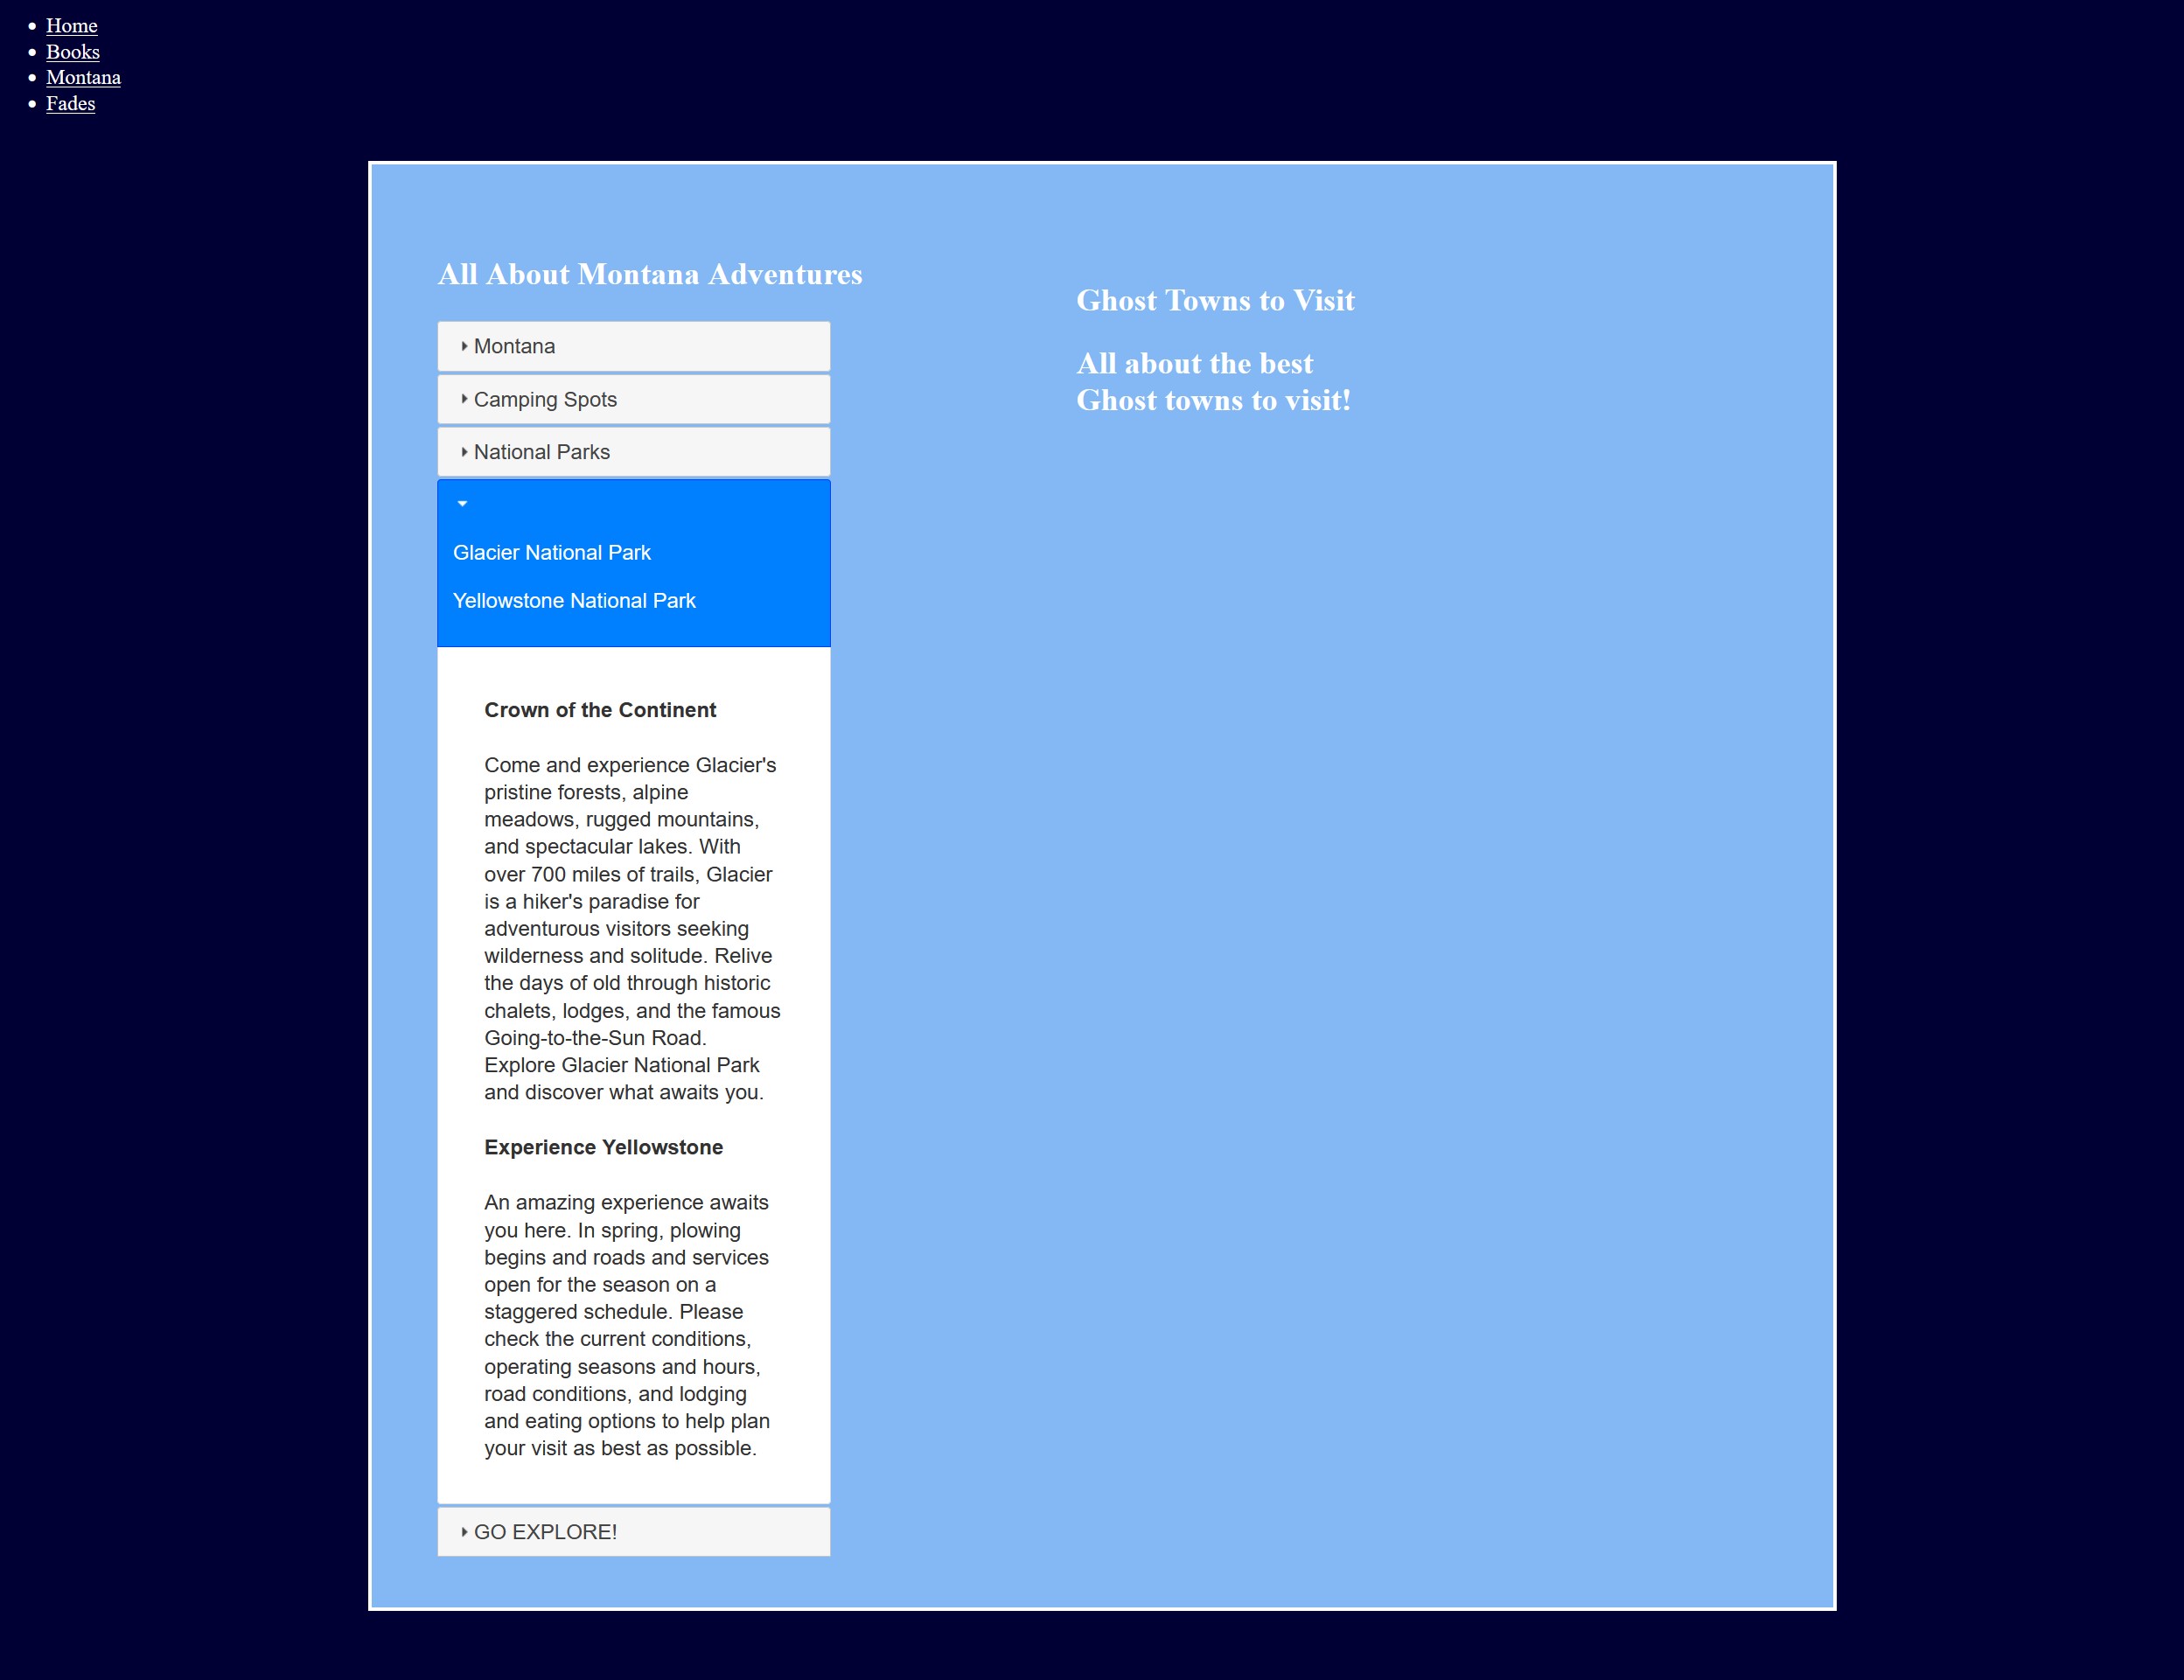 Home
Books
Montana
Fades
All About Montana Adventures
Montana
Camping Spots
National Parks
Glacier National Park
Yellowstone National Park
Crown of the Continent
Come and experience Glacier's
pristine forests, alpine
meadows, rugged mountains,
and spectacular lakes. With
over 700 miles of trails, Glacier
is a hiker's paradise for
adventurous visitors seeking
wilderness and solitude. Relive
the days of old through historic
chalets, lodges, and the famous
Going-to-the-Sun Road.
Explore Glacier National Park
and discover what awaits you.
Experience Yellowstone
An amazing experience awaits
you here. In spring, plowing
begins and roads and services
open for the season on a
staggered schedule. Please
check the current conditions,
operating seasons and hours,
road conditions, and lodging
and eating options to help plan
your visit as best as possible.
GO EXPLORE!
Ghost Towns to Visit
All about the best
Ghost towns to visit!